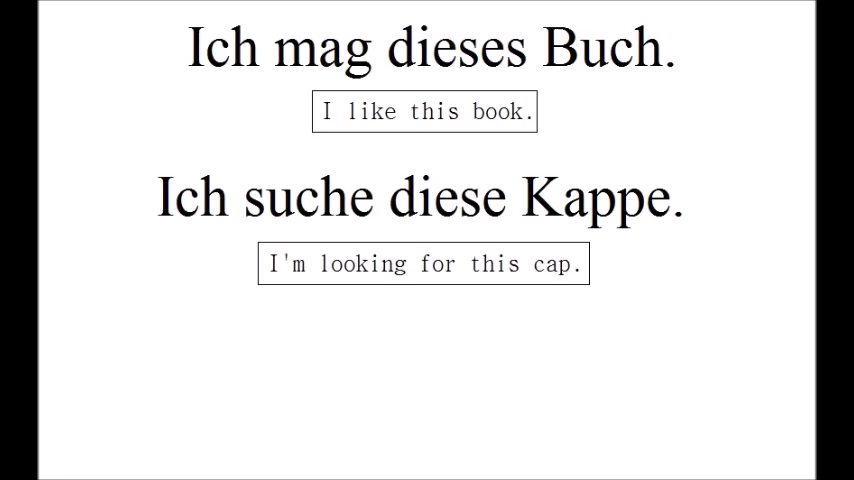 Ich mag dieses Buch.
I like this book.
Ich suche diese Kappe.
I'm looking for this cap.